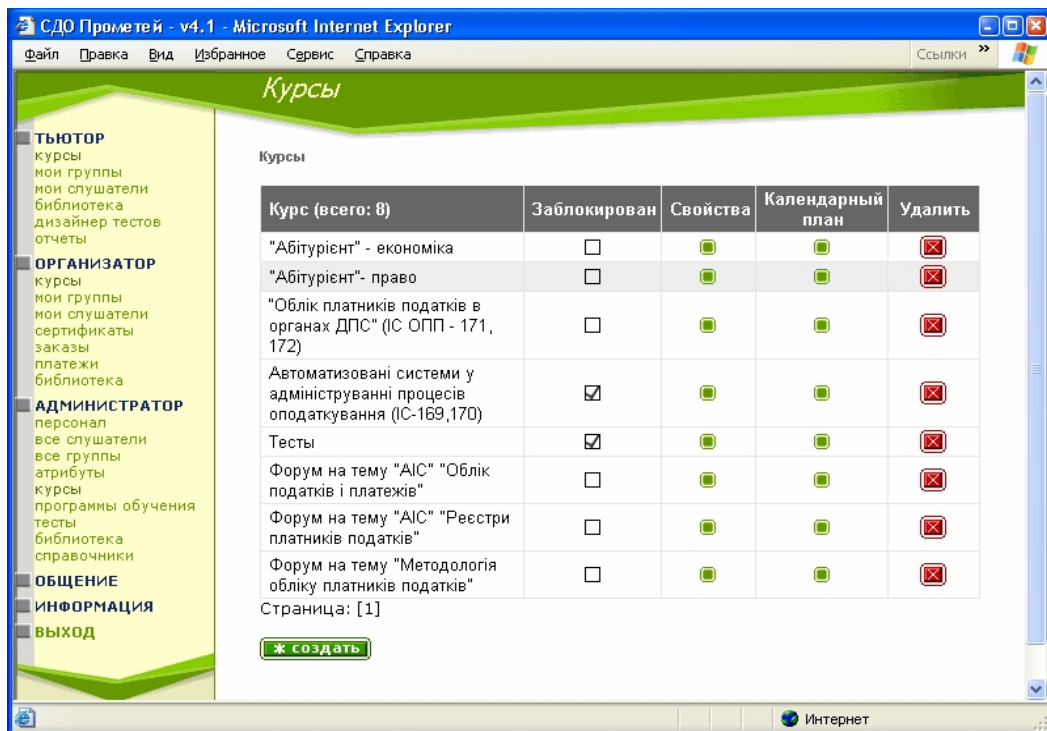 СДО Прометей - v4.1 - Microsoft Internet Explorer
Файл Правка Вид Избранное Сервис Справка Ссылки »
Курсы
ТЬЮТОР
курсы
мои группы
мои слушатели
библиотека
дизайнер тестов
отчеты
ОРГАНИЗАТОР
курсы
мои группы
мои слушатели
сертификаты
заказы
платежи
библиотека
АДМИНИСТРАТОР
персонал
все слушатели
все группы
атрибуты
курсы
программы обучения
тесты
библиотека
справочники
ОБЩЕНИЕ
ИНФОРМАЦИЯ
ВЫХОД
Курсы
Курс (всего: 8) Заблокирован Свойства Календарный план Удалить
"Абітурієнт" - економіка
"Абітурієнт"- право
"Облік платників податків в
органах ДПС" (ІС ОПП - 171,
172)
Автоматизовані системи у
адмініструванні процесів
оподаткування (ІС-169,170)
Тесты
Форум на тему "АІС" "Облік
податків і платежів"
Форум на тему "АІС" "Реєстри
платників податків"
Форум на тему "Методологія
обліку платників податків"
Страница: [1]
создать
Интернет